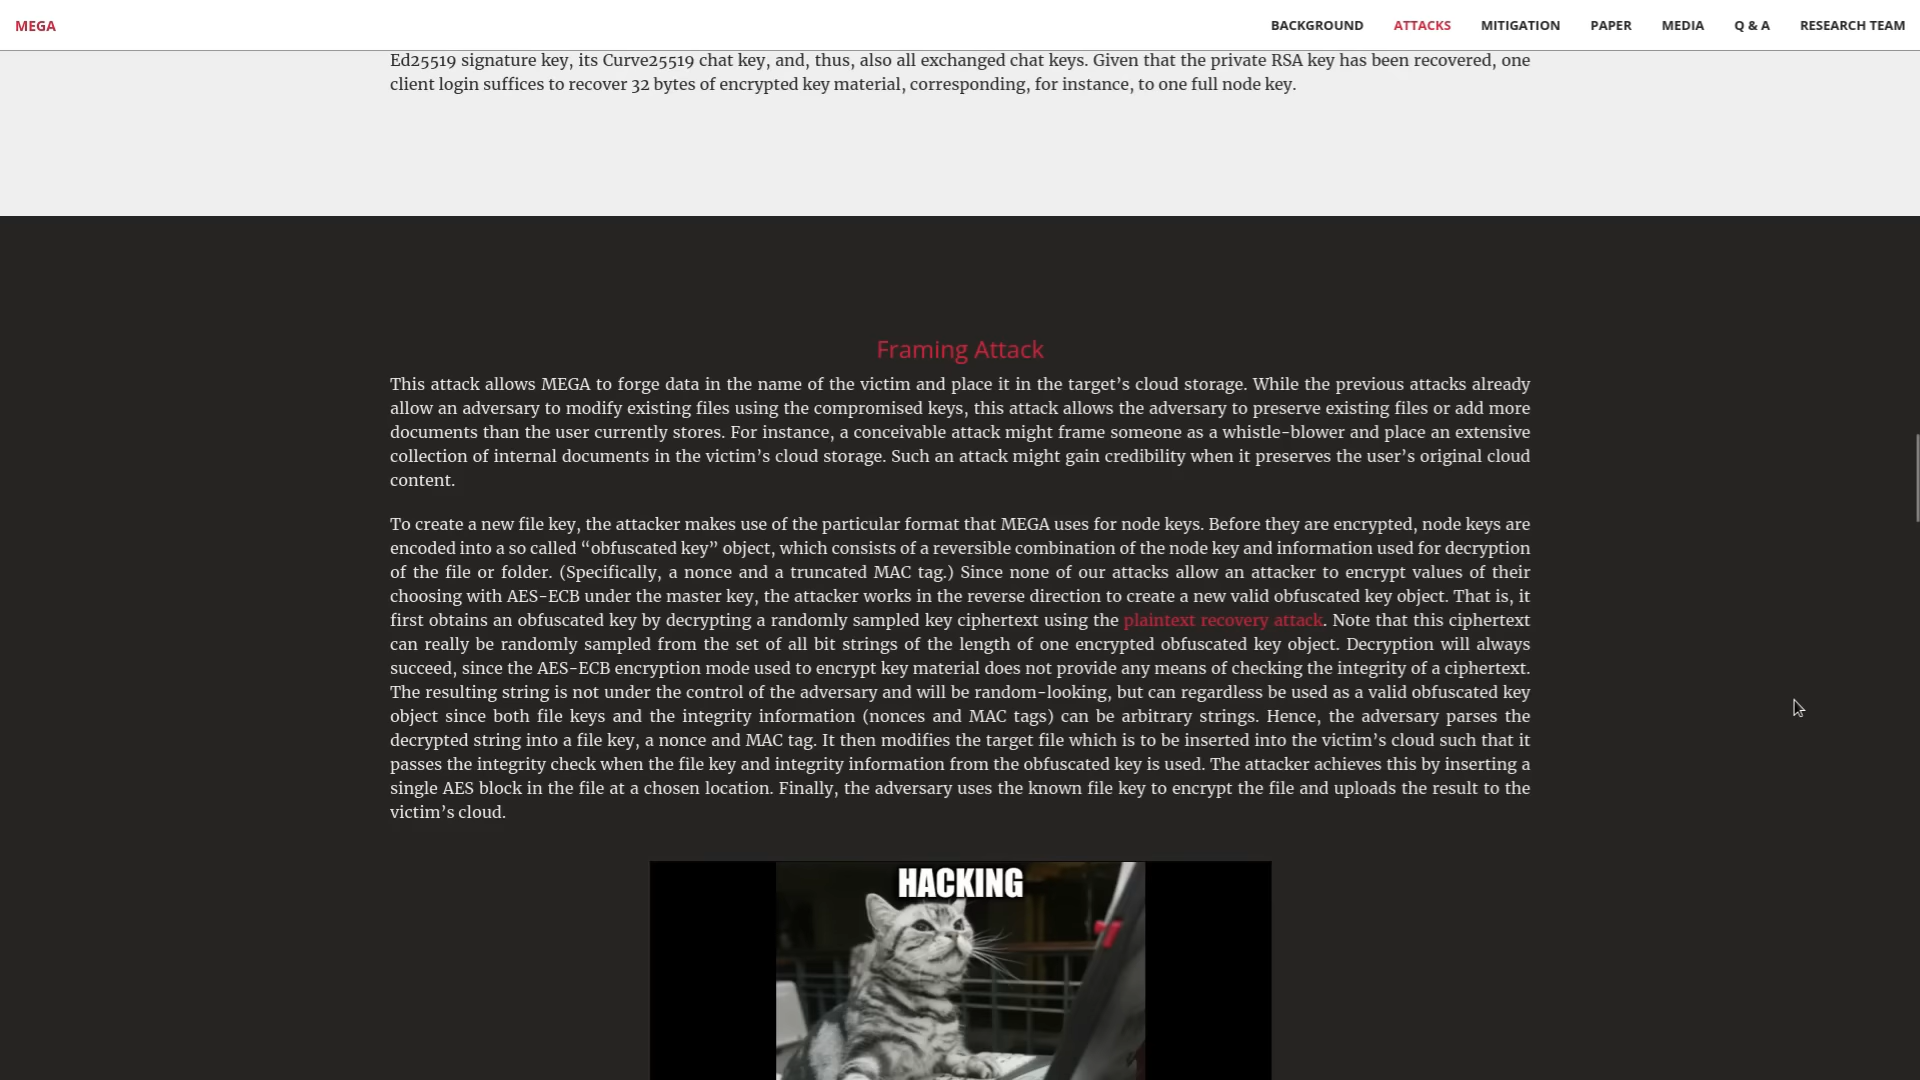 MEGA
BACKGROUND ATTACKS MITIGATION PAPER MEDIA Q & A RESEARCH TEAM
Ed25519 signature key, its Curve25519 chat key, and, thus, also all exchanged chat keys. Given that the private RSA key has been recovered, one
client login suffices to recover 32 bytes of encrypted key material, corresponding, for instance, to one full node key.
Framing Attack
This attack allows MEGA to forge data in the name of the victim and place it in the target’s cloud storage. While the previous attacks already
allow an adversary to modify existing files using the compromised keys, this attack allows the adversary to preserve existing files or add more
documents than the user currently stores. For instance, a conceivable attack might frame someone as a whistle-blower and place an extensive
collection of internal documents in the victim’s cloud storage. Such an attack might gain credibility when it preserves the user’s original cloud
content.
To create a new file key, the attacker makes use of the particular format that MEGA uses for node keys. Before they are encrypted, node keys are
encoded into a so called “obfuscated key” object, which consists of a reversible combination of the node key and information used for decryption
of the file or folder. (Specifically, a nonce and a truncated MAC tag.) Since none of our attacks allow an attacker to encrypt values of their
choosing with AES-ECB under the master key, the attacker works in the reverse direction to create a new valid obfuscated key object. That is, it
first obtains an obfuscated key by decrypting a randomly sampled key ciphertext using the plaintext recovery attack. Note that this ciphertext
can really be randomly sampled from the set of all bit strings of the length of one encrypted obfuscated key object. Decryption will always
succeed, since the AES-ECB encryption mode used to encrypt key material does not provide any means of checking the integrity of a ciphertext.
The resulting string is not under the control of the adversary and will be random-looking, but can regardless be used as a valid obfuscated key
object since both file keys and the integrity information (nonces and MAC tags) can be arbitrary strings. Hence, the adversary parses the
decrypted string into a file key, a nonce and MAC tag. It then modifies the target file which is to be inserted into the victim’s cloud such that it
passes the integrity check when the file key and integrity information from the obfuscated key is used. The attacker achieves this by inserting a
single AES block in the file at a chosen location. Finally, the adversary uses the known file key to encrypt the file and uploads the result to the
victim’s cloud.
HACKING